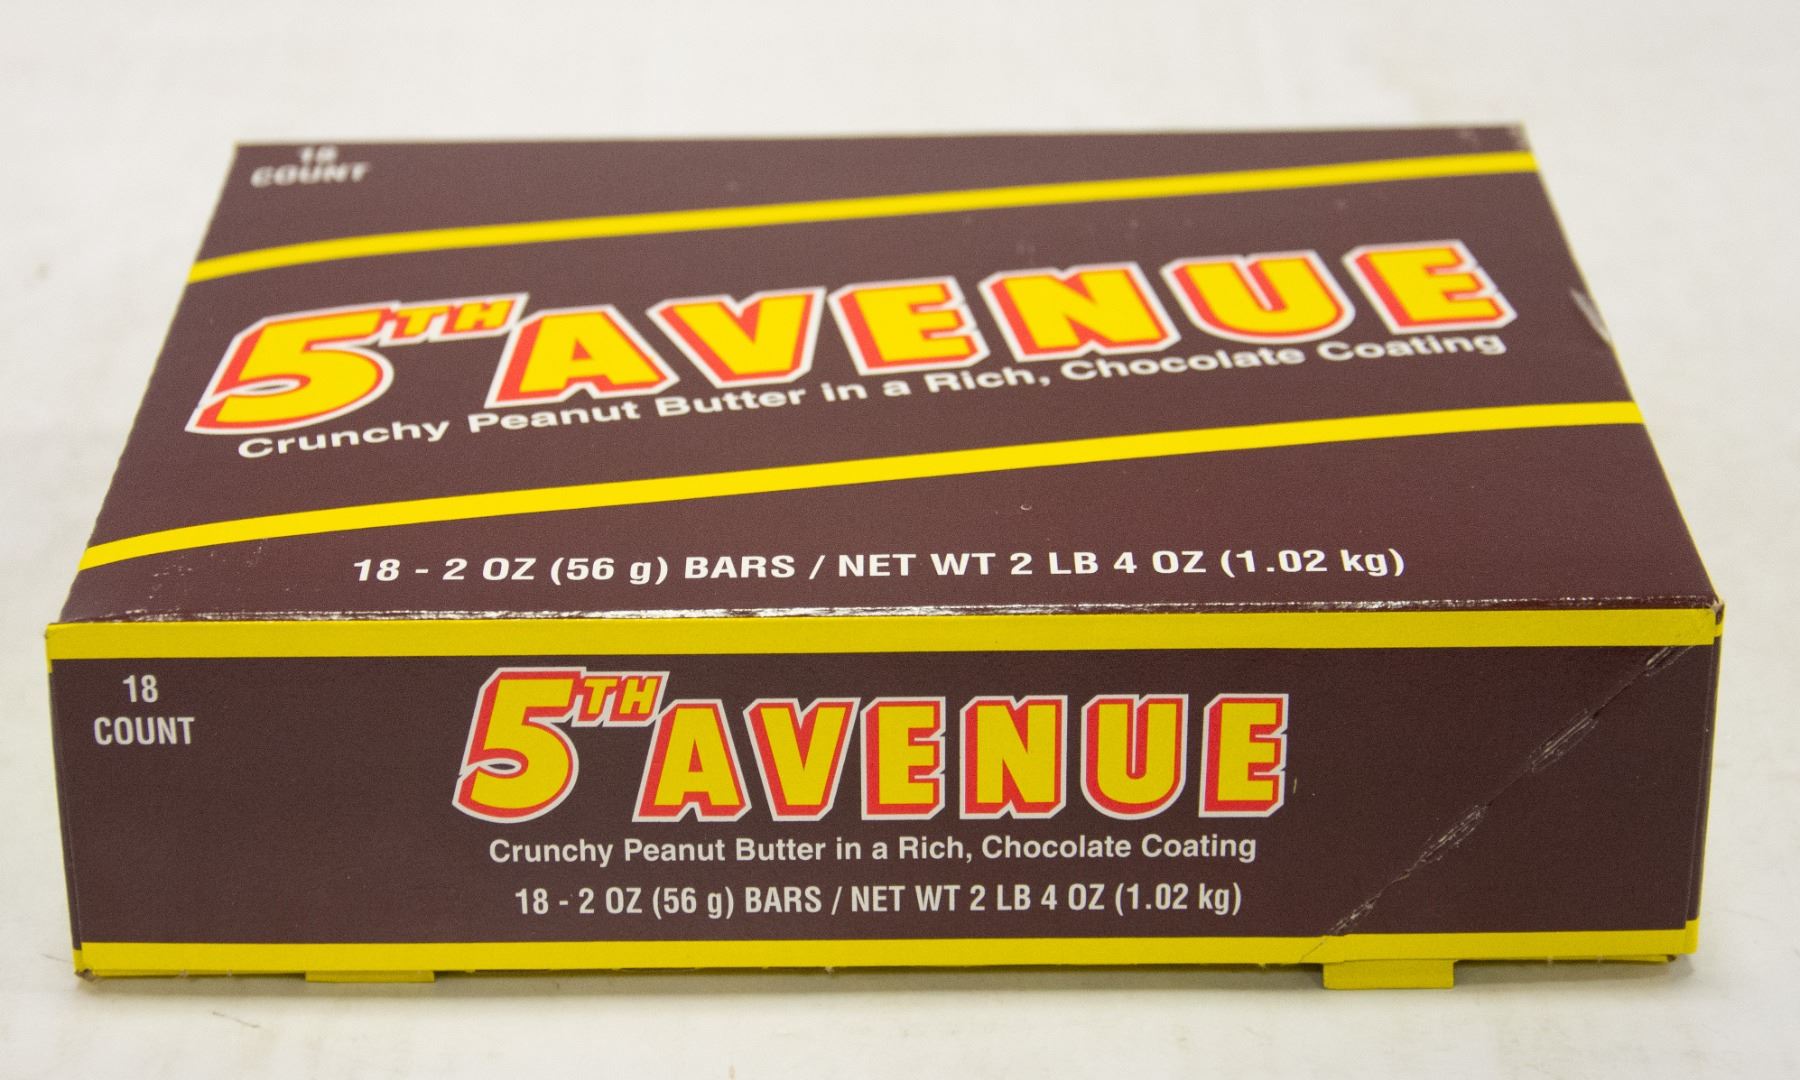 18
COUNT
5TH AVENUE
Crunchy Peanut Butter in a Rich, Chocolate Coating
18 - 2 OZ (56 g) BARS / NET WT 2 LB 4 OZ (1.02 kg)
18
COUNT
5TH AVENUE
Crunchy Peanut Butter in a Rich, Chocolate Coating
18 - 2 OZ (56 g) BARS / NET WT 2 LB 4 OZ (1.02 kg)